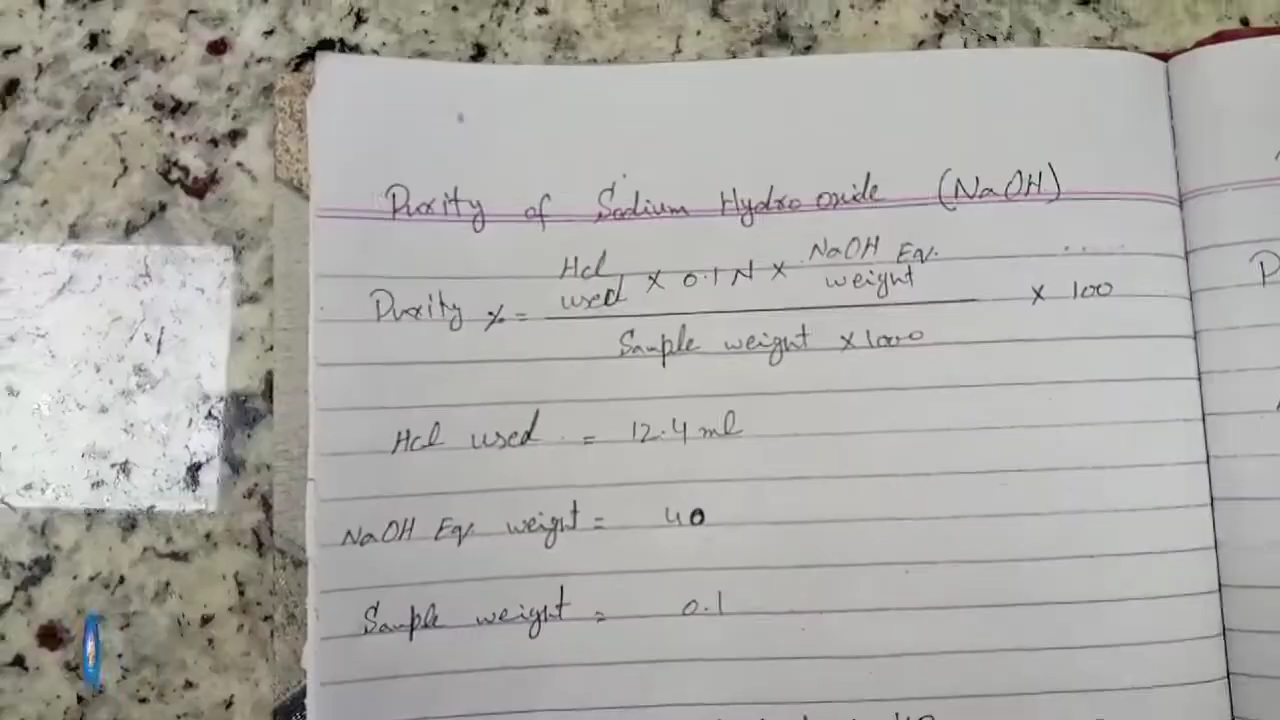 Purity of Sodium Hydrooxide (NaOH)
Purity % = Hcl used × 0.1 N × NaOH Eq. weight × 100
Sample weight × 1000
Hcl used = 12.4 ml
NaOH Eq. weight = 40
Sample weight = 0.1